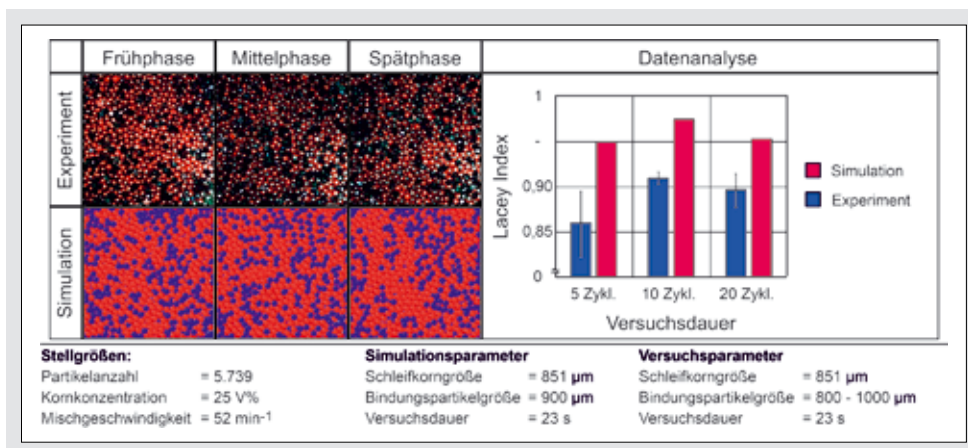 Frühphase Mittelphase Spätphase Datenanalyse
Experiment
Simulation
Lacey Index
1
-
0,90
0,85
0
5 Zykl. 10 Zykl. 20 Zykl.
Versuchsdauer
Simulation
Experiment
Stellgrößen:
Partikelanzahl = 5.739
Kornkonzentration = 25 V%
Mischgeschwindigkeit = 52 min-1
Simulationsparameter
Schleifkorngröße = 851 µm
Bindungspartikelgröße = 900 µm
Versuchsdauer = 23 s
Versuchsparameter
Schleifkorngröße = 851 µm
Bindungspartikelgröße = 800 - 1000 µm
Versuchsdauer = 23 s